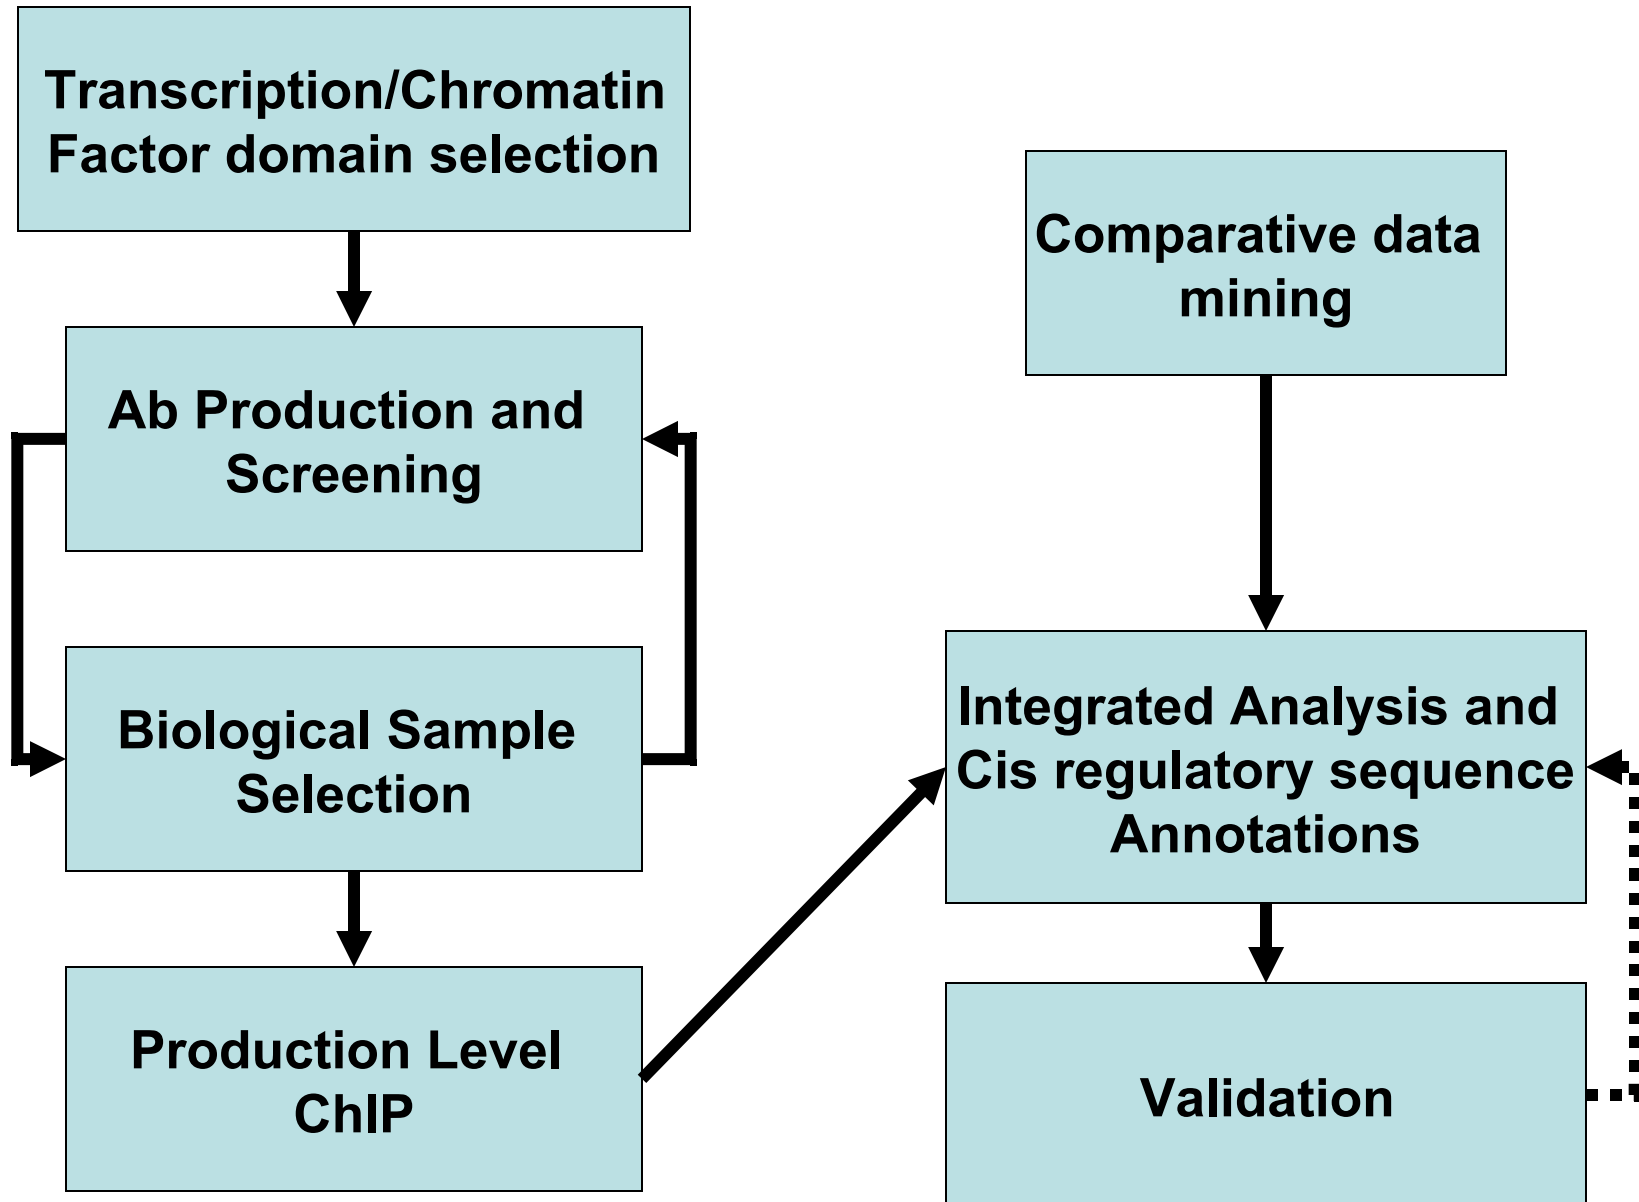 Transcription/Chromatin
Factor domain selection
Ab Production and
Screening
Biological Sample
Selection
Production Level
ChIP
Comparative data
mining
Integrated Analysis and
Cis regulatory sequence
Annotations
Validation